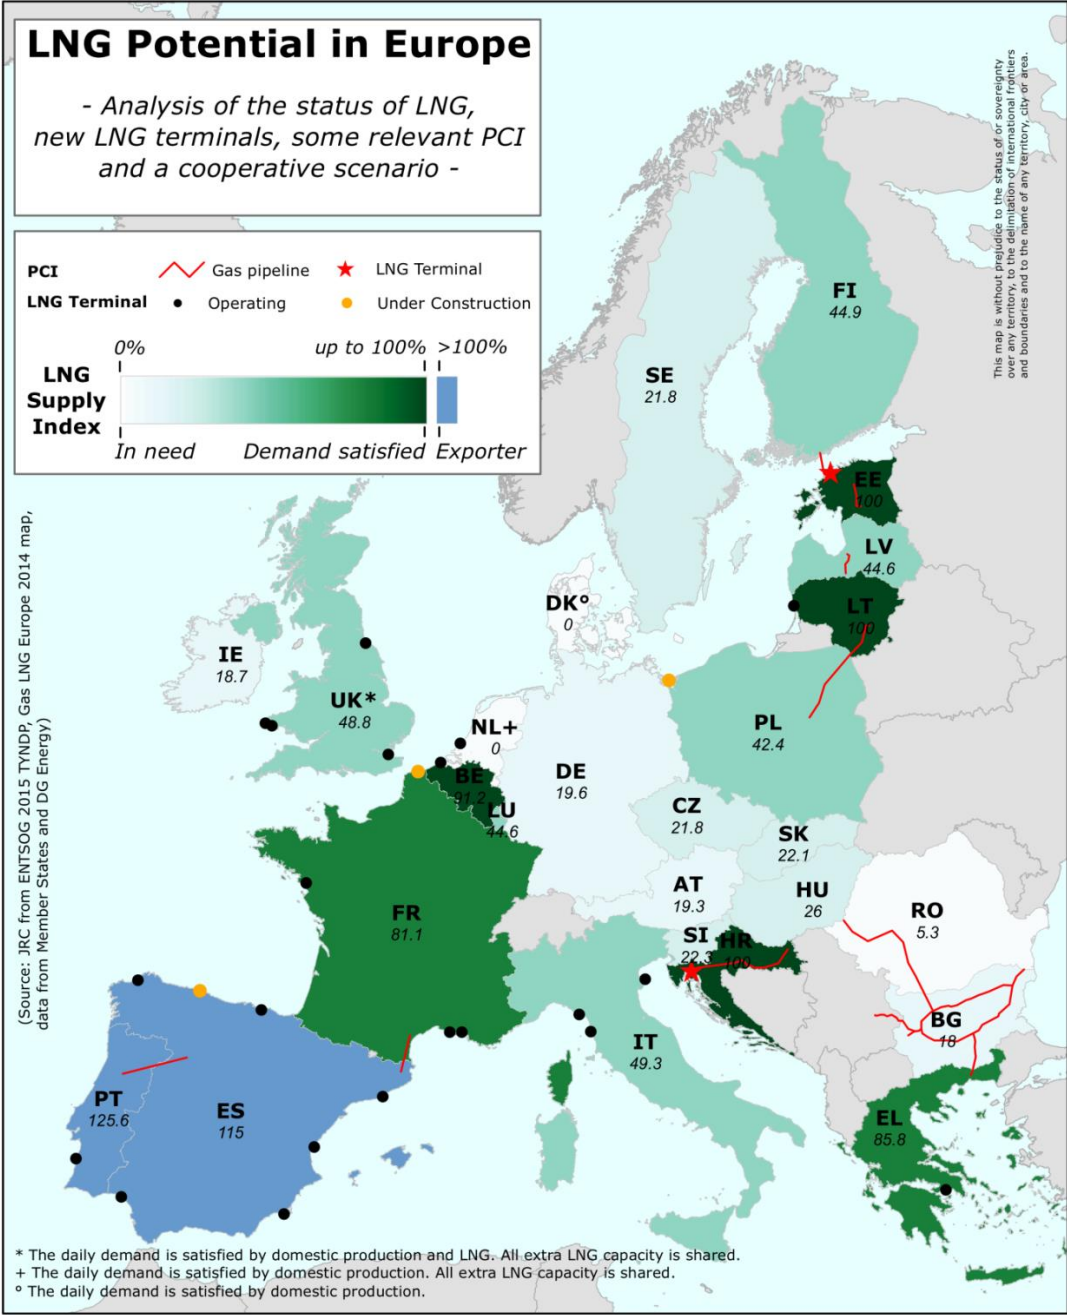 LNG Potential in Europe
- Analysis of the status of LNG,
new LNG terminals, some relevant PCI
and a cooperative scenario -
PCI
Gas pipeline
LNG Terminal
LNG Terminal
Operating
Under Construction
0%
up to 100%
>100%
LNG
Supply
Index
In need
Demand satisfied
Exporter
This map is without prejudice to the status of or sovereignty
over any territory, to the delimitation of international frontiers
and boundaries and to the name of any territory, city or area.
FI
44.9
SE
21.8
EE
100
LV
44.6
LT
100
DK°
0
IE
18.7
UK*
48.8
NL+
0
BE
91.2
LU
44.6
DE
19.6
PL
42.4
CZ
21.8
SK
22.1
AT
19.3
HU
26
SI
22.3
HR
100
RO
5.3
BG
18
FR
81.1
IT
49.3
PT
125.6
ES
115
EL
85.8
(Source: JRC from ENTSOG 2015 TYNDP, Gas LNG Europe 2014 map,
data from Member States and DG Energy)
* The daily demand is satisfied by domestic production and LNG. All extra LNG capacity is shared.
+ The daily demand is satisfied by domestic production. All extra LNG capacity is shared.
° The daily demand is satisfied by domestic production.